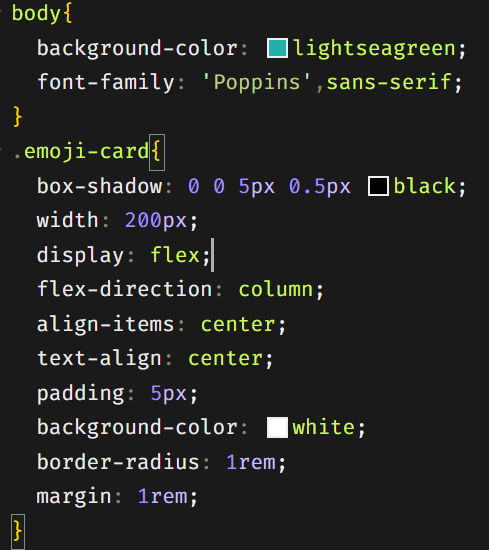 body{
  background-color: lightseagreen;
  font-family: 'Poppins',sans-serif;
}
.emoji-card{
  box-shadow: 0 0 5px 0.5px black;
  width: 200px;
  display: flex;
  flex-direction: column;
  align-items: center;
  text-align: center;
  padding: 5px;
  background-color: white;
  border-radius: 1rem;
  margin: 1rem;
}